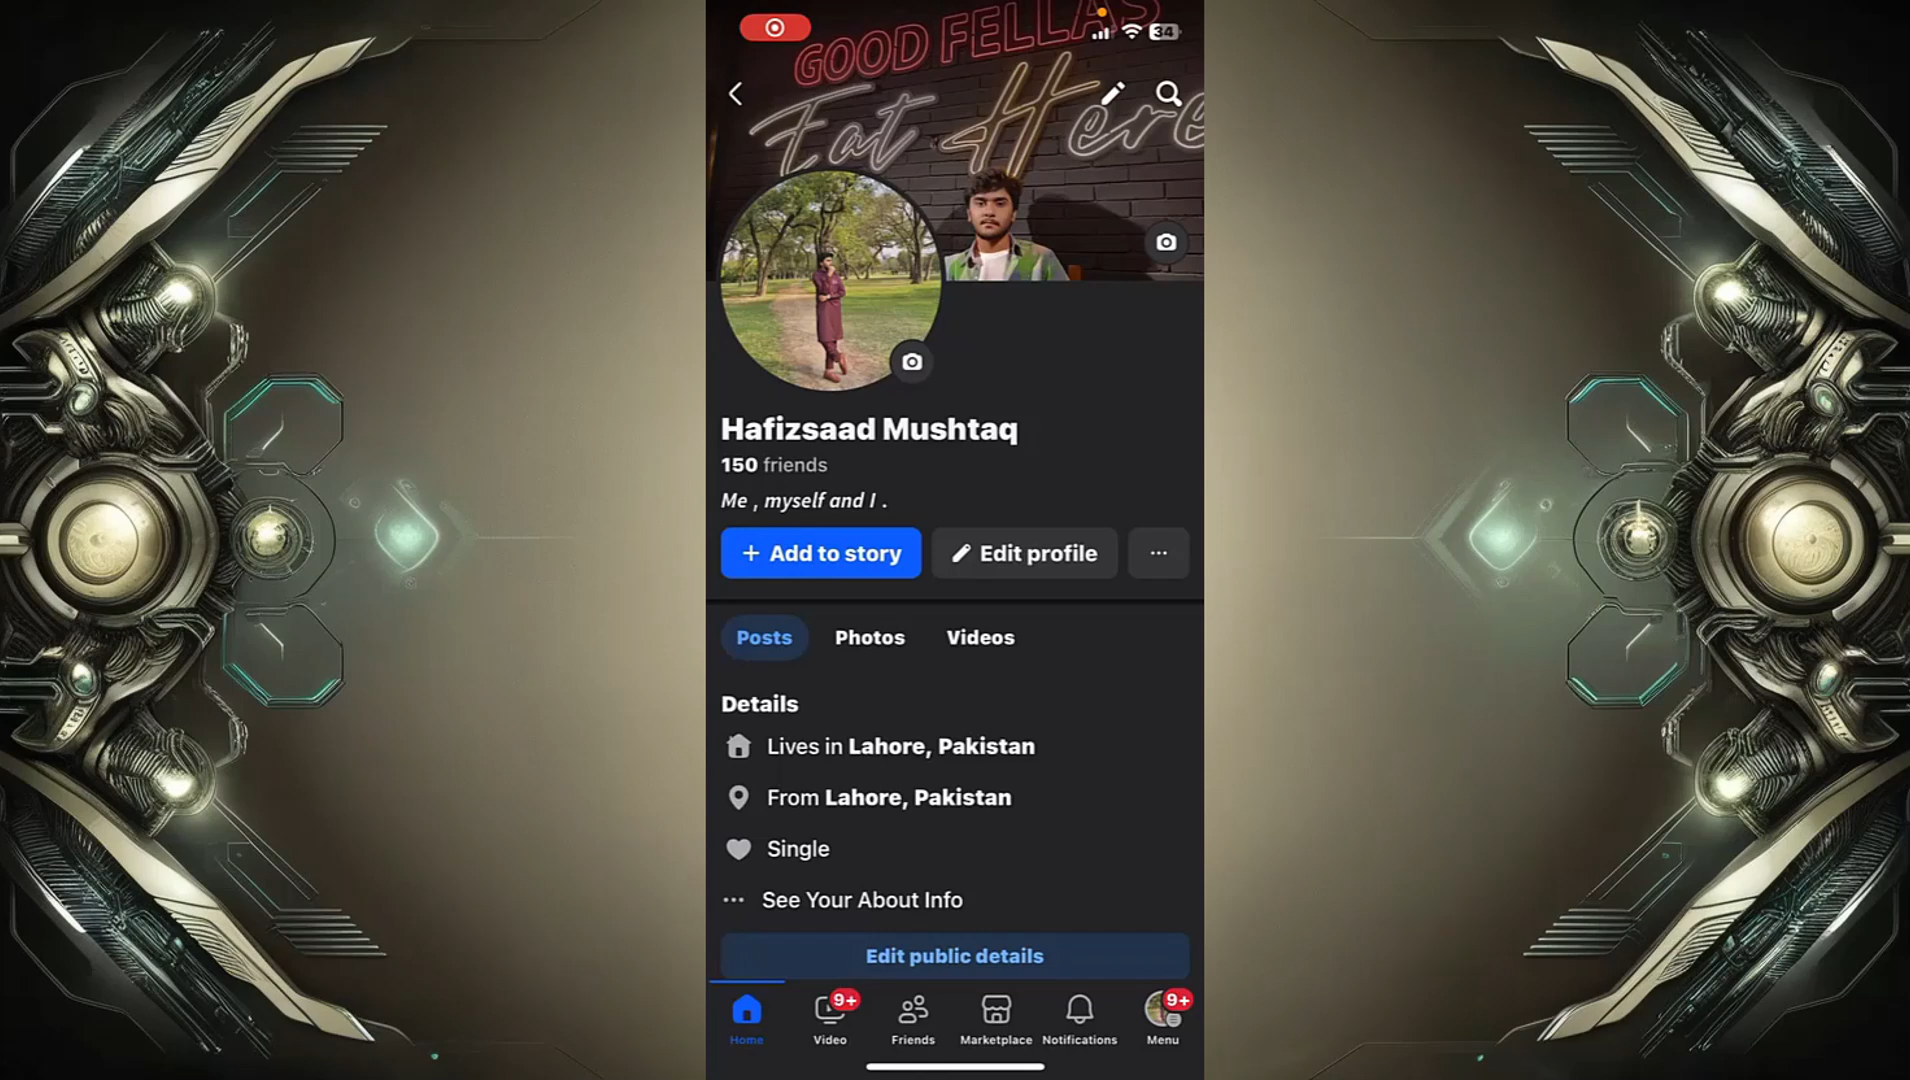 34
GOOD FELLAS
Eat Here
Hafizsaad Mushtaq
150 friends
Me , myself and I .
+ Add to story
Edit profile
Posts
Photos
Videos
Details
Lives in Lahore, Pakistan
From Lahore, Pakistan
Single
See Your About Info
Edit public details
9+
9+
Home
Video
Friends
Marketplace
Notifications
Menu